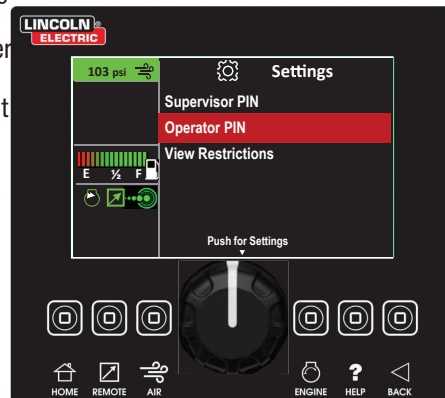 LINCOLN®
ELECTRIC
103 psi
Settings
Supervisor PIN
Operator PIN
View Restrictions
E ½ F
Push for Settings
HOME REMOTE AIR ENGINE HELP BACK
?